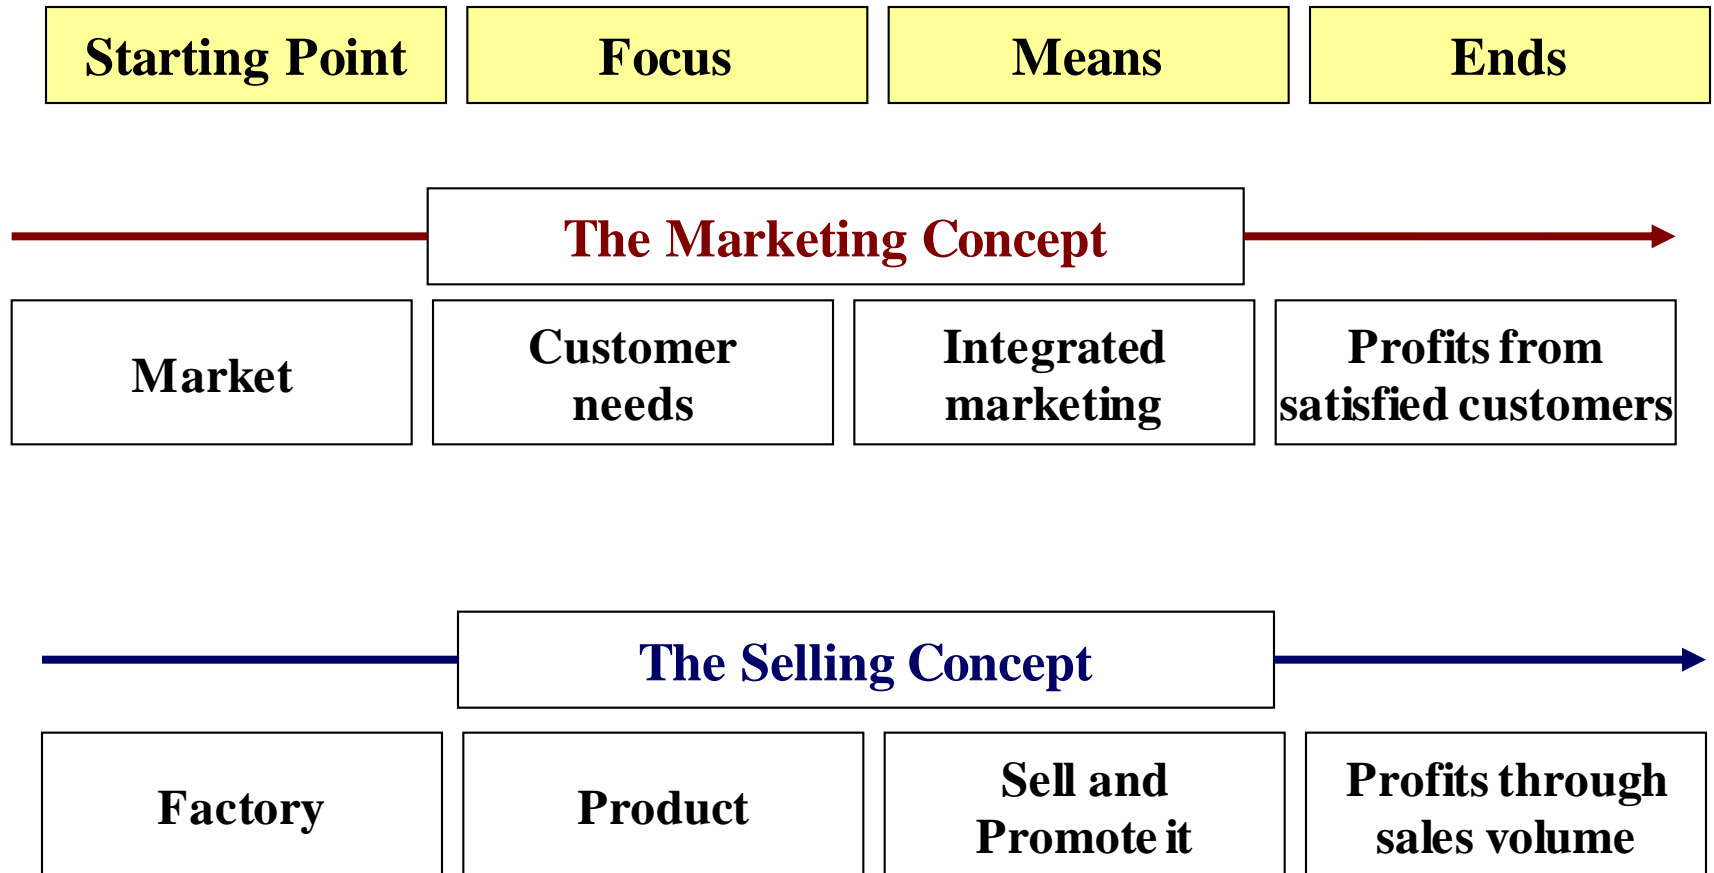 Starting Point
Focus
Means
Ends
The Marketing Concept
Market
Customer
needs
Integrated
marketing
Profits from
satisfied customers
The Selling Concept
Factory
Product
Sell and
Promote it
Profits through
sales volume